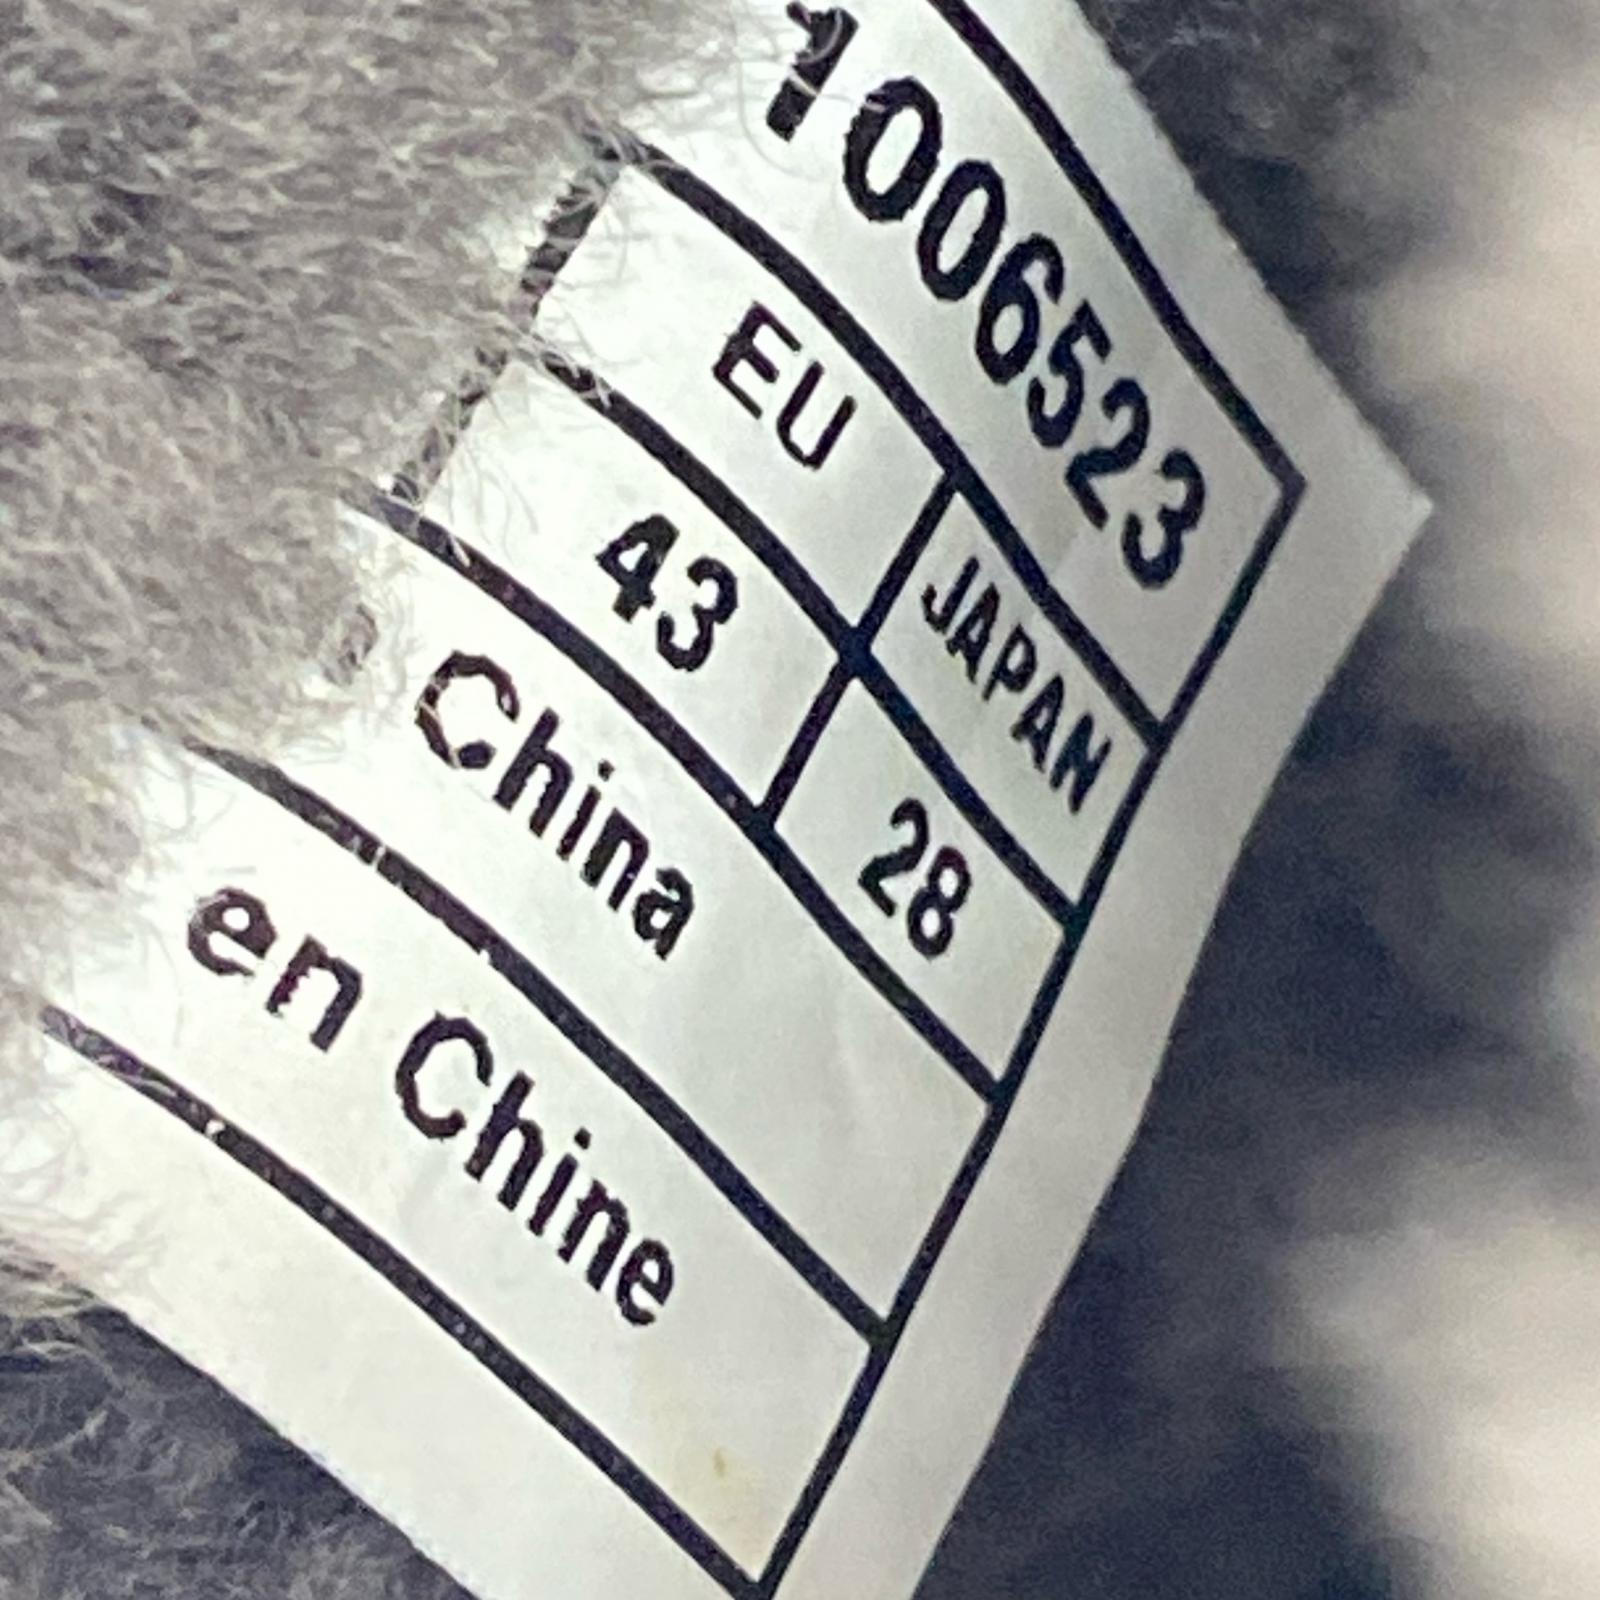 1006523
EU JAPAN
43 28
China
en Chine